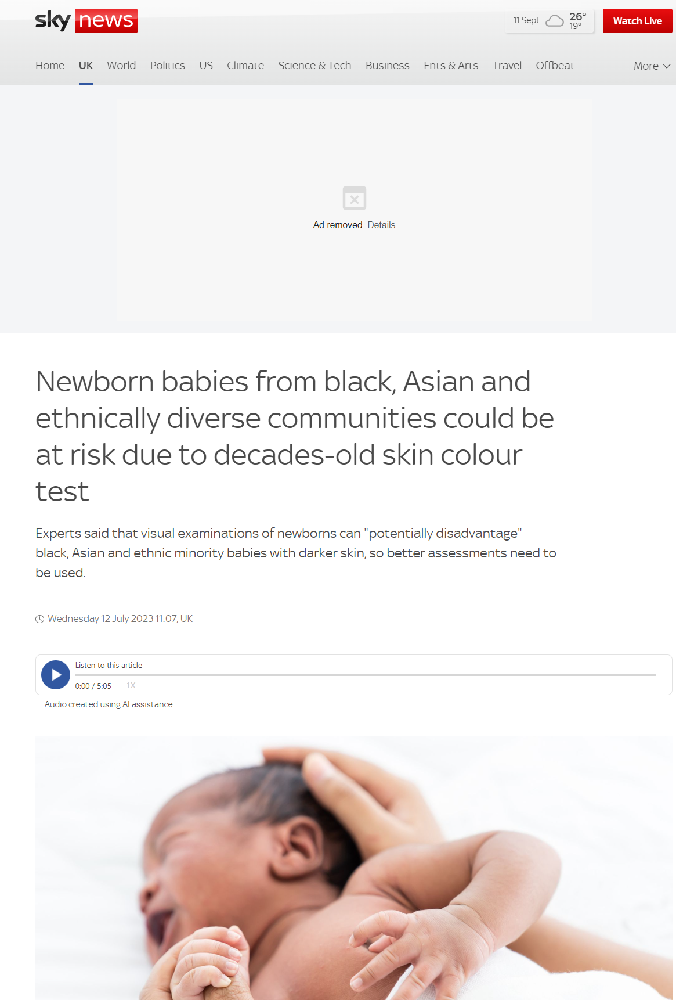 sky news
11 Sept 26° 19°
Watch Live
Home UK World Politics US Climate Science & Tech Business Ents & Arts Travel Offbeat More
Ad removed. Details
Newborn babies from black, Asian and
ethnically diverse communities could be
at risk due to decades-old skin colour
test
Experts said that visual examinations of newborns can "potentially disadvantage"
black, Asian and ethnic minority babies with darker skin, so better assessments need to
be used.
Wednesday 12 July 2023 11:07, UK
Listen to this article
0:00 / 5:05 1X
Audio created using AI assistance